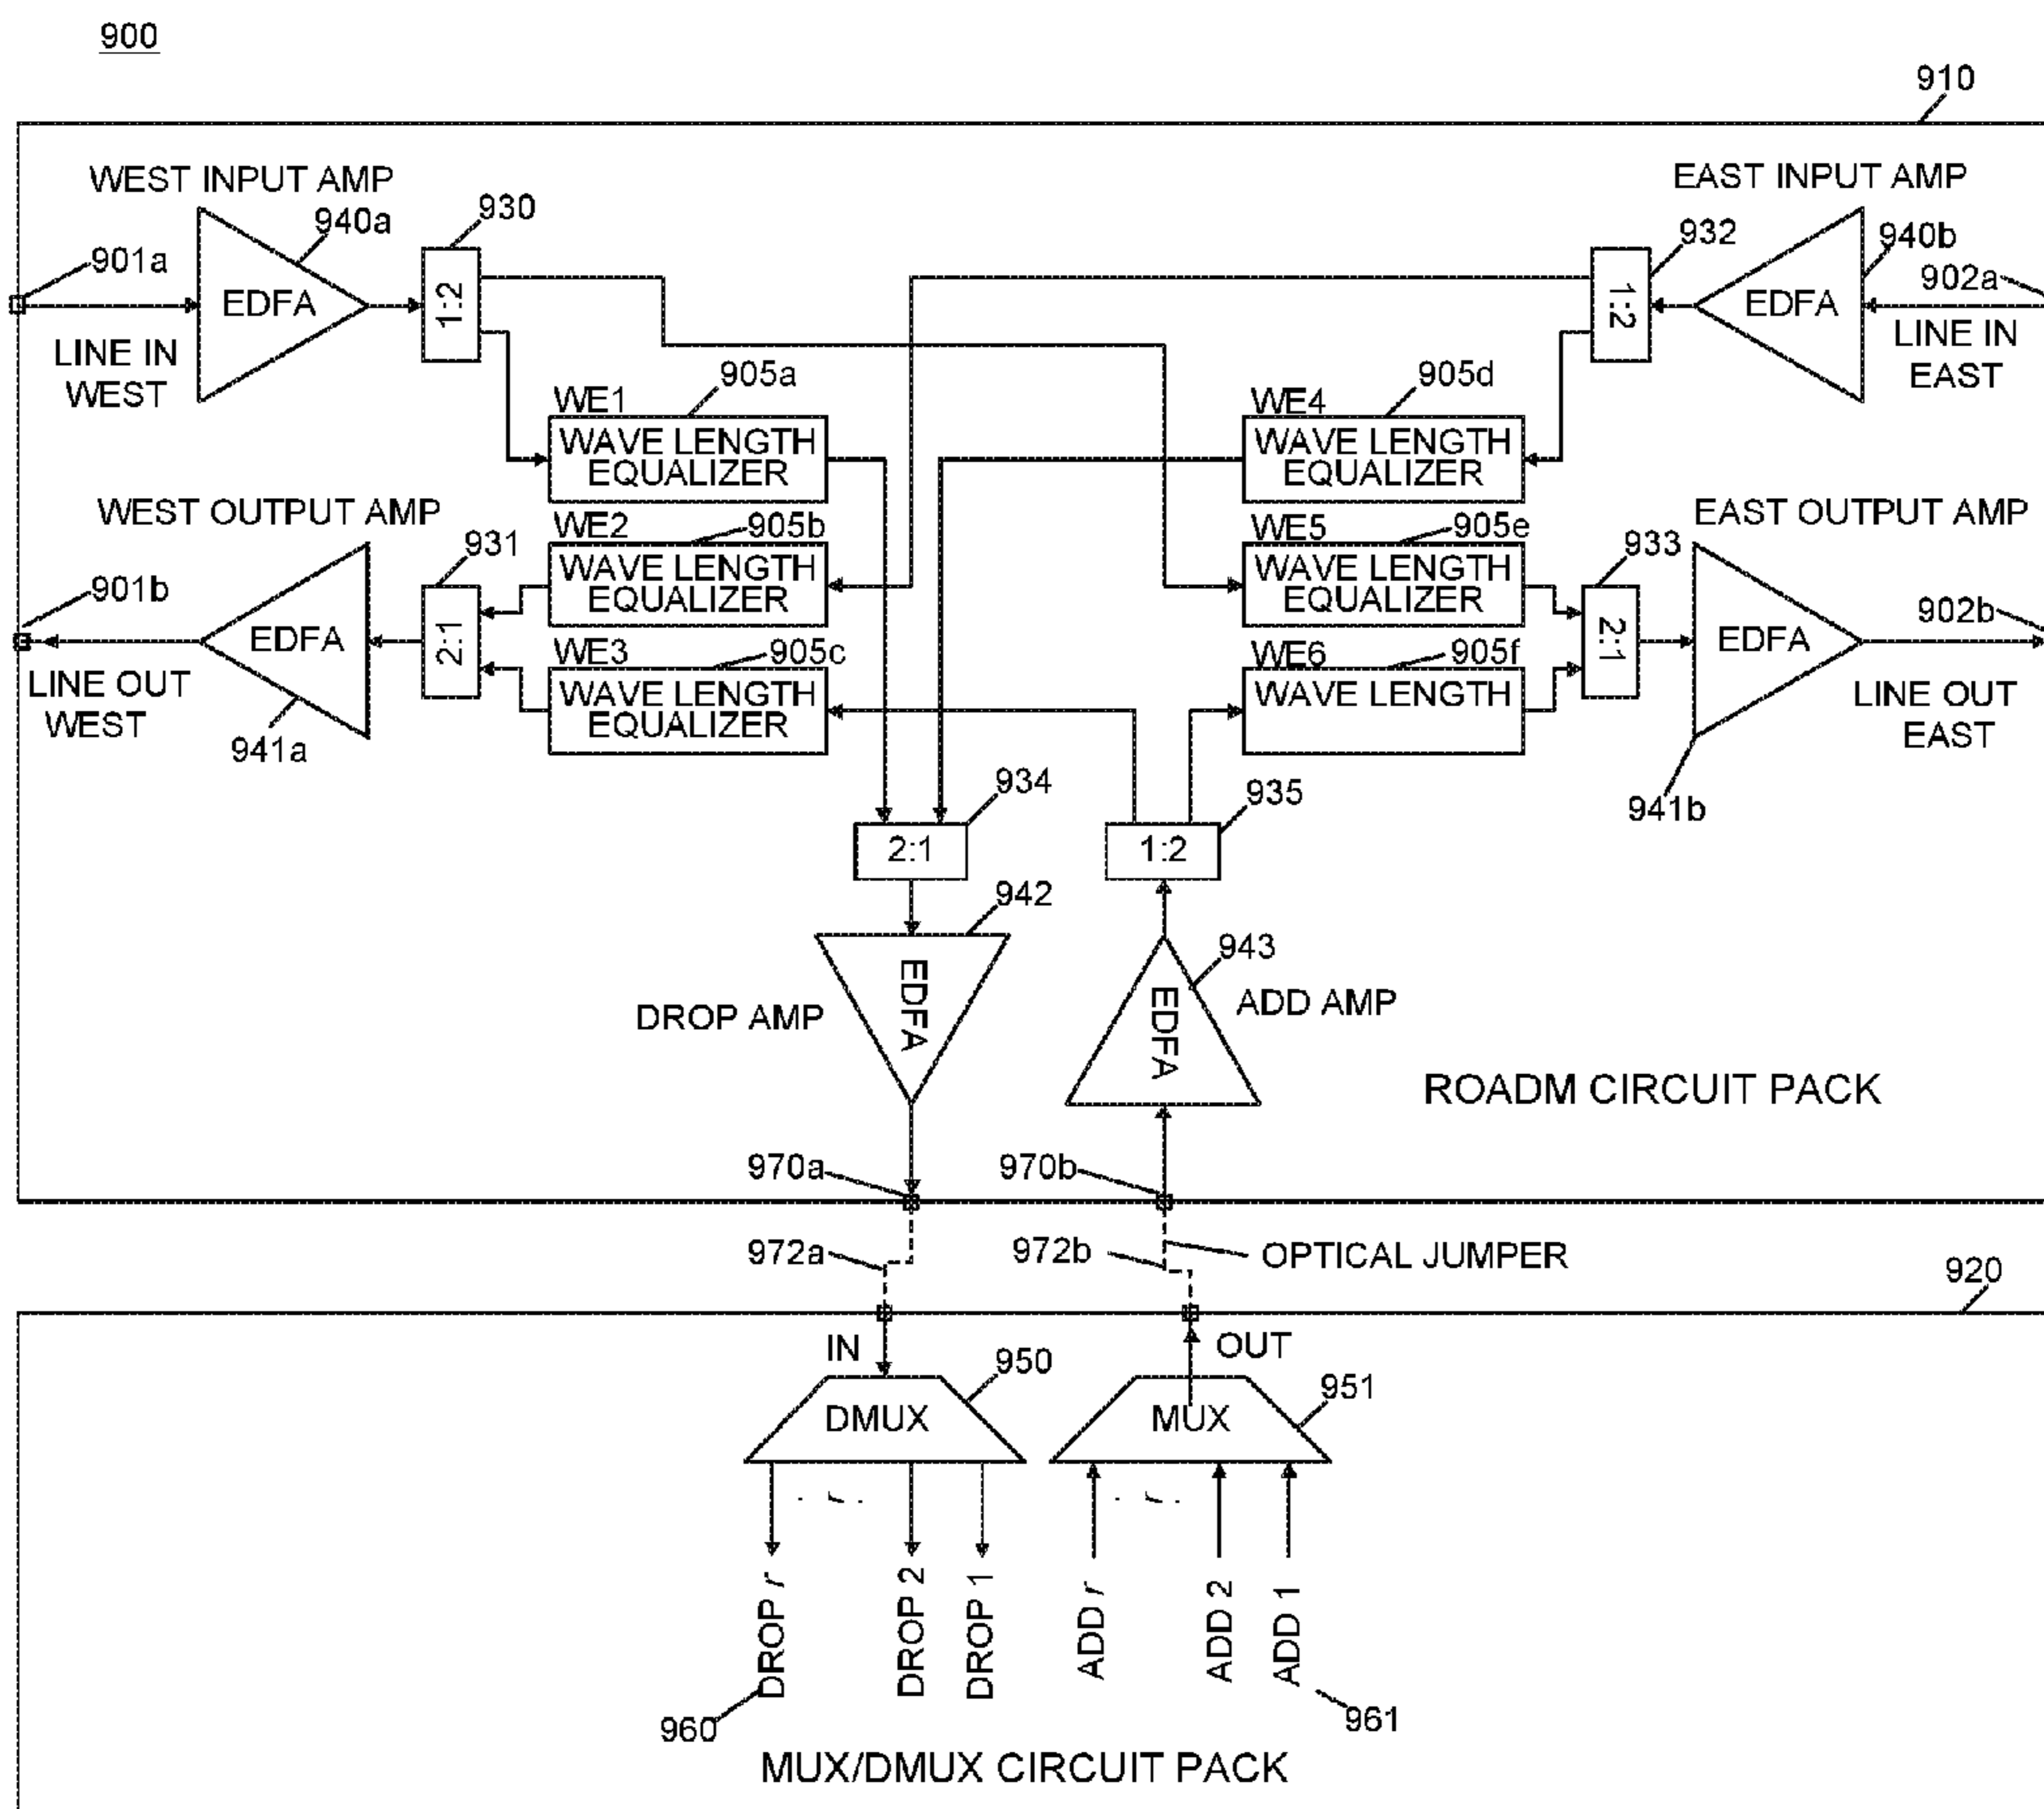 900
910
WEST INPUT AMP
EAST INPUT AMP
940a
930
932
940b
901a
902a
EDFA
1:2
1:2
EDFA
LINE IN
WEST
LINE IN
EAST
905a
905d
WE1
WAVE LENGTH
EQUALIZER
WE4
WAVE LENGTH
EQUALIZER
WEST OUTPUT AMP
EAST OUTPUT AMP
931
WE2
905b
WAVE LENGTH
EQUALIZER
WE5
905e
WAVE LENGTH
EQUALIZER
933
901b
902b
EDFA
2:1
2:1
EDFA
WE3
905c
WAVE LENGTH
EQUALIZER
WE6
905f
WAVE LENGTH
LINE OUT
WEST
LINE OUT
EAST
941a
941b
934
935
2:1
1:2
942
943
EDFA
EDFA
DROP AMP
ADD AMP
ROADM CIRCUIT PACK
970a
970b
972a
972b
OPTICAL JUMPER
920
IN
OUT
950
951
DMUX
MUX
. r .
. r .
DROP r
DROP 2
DROP 1
ADD r
ADD 2
ADD 1
960
961
MUX/DMUX CIRCUIT PACK